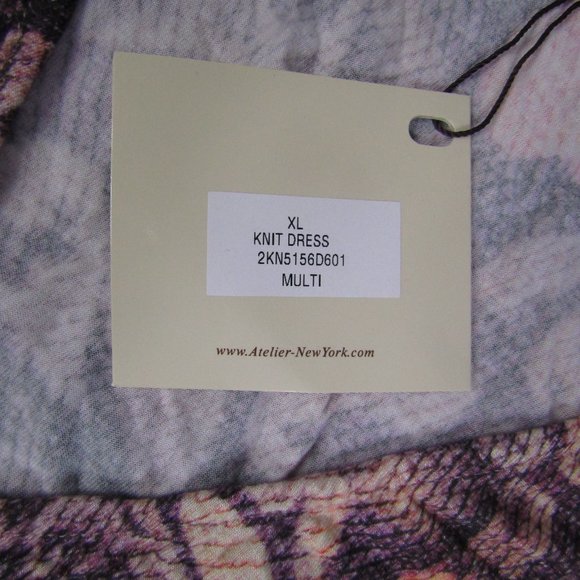 XL
KNIT DRESS
2KN5156D601
MULTI
www.Atelier-NewYork.com